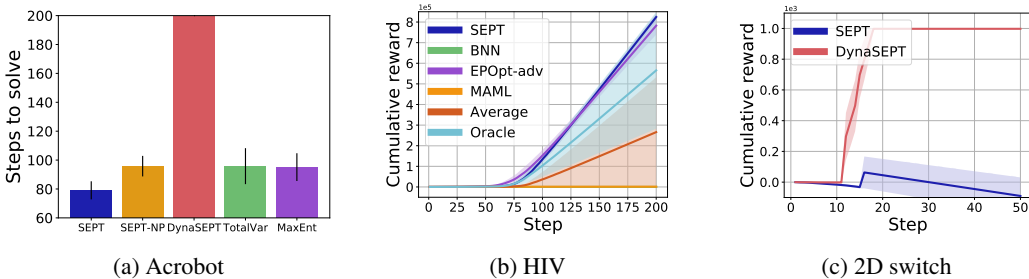 Steps to solve
200
180
160
140
120
100
80
60
SEPT
SEPT-NP
DynaSEPT
TotalVar
MaxEnt
(a) Acrobot
1e5
Cumulative reward
8
7
6
5
4
3
2
1
0
SEPT
BNN
EPOpt-adv
MAML
Average
Oracle
0 25 50 75 100 125 150 175 200
Step
(b) HIV
1e3
Cumulative reward
1.0
0.8
0.6
0.4
0.2
0.0
SEPT
DynaSEPT
0 10 20 30 40 50
Step
(c) 2D switch